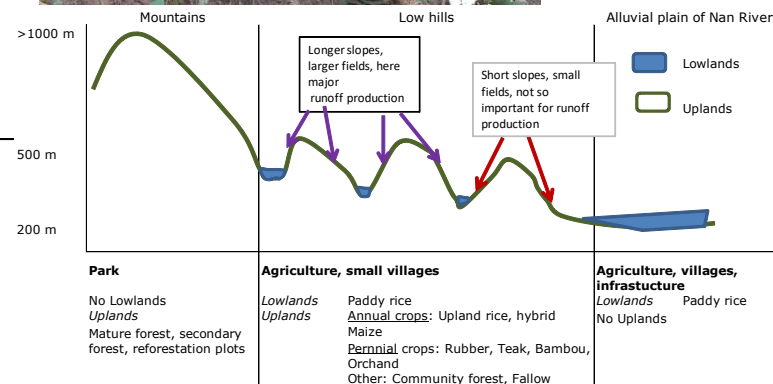 Mountains
Low hills
Alluvial plain of Nan River
>1000 m
500 m
200 m
Longer slopes,
larger fields, here
major
runoff production
Short slopes, small
fields, not so
important for runoff
production
Lowlands
Uplands
Park
No Lowlands
Uplands
Mature forest, secondary
forest, reforestation plots
Agriculture, small villages
Lowlands Paddy rice
Uplands Annual crops: Upland rice, hybrid
Maize
Pernnial crops: Rubber, Teak, Bambou,
Orchand
Other: Community forest, Fallow
Agriculture, villages,
infrastucture
Lowlands Paddy rice
No Uplands